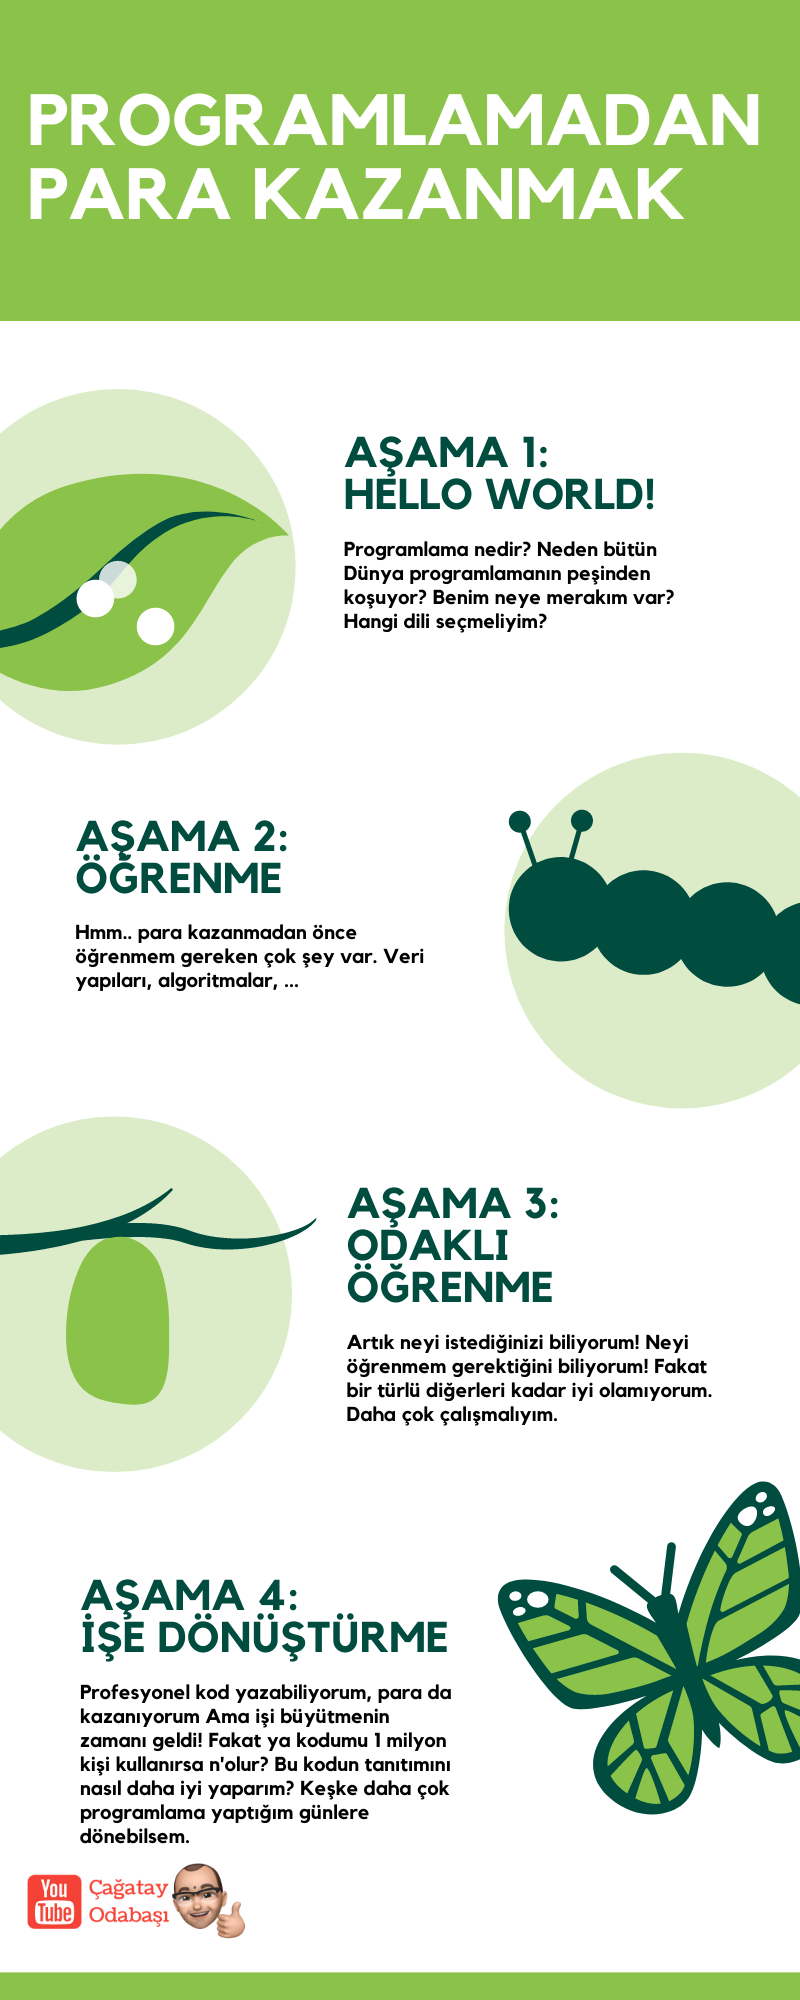 PROGRAMLAMADAN
PARA KAZANMAK
AŞAMA 1:
HELLO WORLD!
Programlama nedir? Neden bütün
Dünya programlamanın peşinden
koşuyor? Benim neye merakım var?
Hangi dili seçmeliyim?
AŞAMA 2:
ÖĞRENME
Hmm.. para kazanmadan önce
öğrenmem gereken çok şey var. Veri
yapıları, algoritmalar, ...
AŞAMA 3:
ODAKLI
ÖĞRENME
Artık neyi istediğinizi biliyorum! Neyi
öğrenmem gerektiğini biliyorum! Fakat
bir türlü diğerleri kadar iyi olamıyorum.
Daha çok çalışmalıyım.
AŞAMA 4:
İŞE DÖNÜŞTÜRME
Profesyonel kod yazabiliyorum, para da
kazanıyorum Ama işi büyütmenin
zamanı geldi! Fakat ya kodumu 1 milyon
kişi kullanırsa n'olur? Bu kodun tanıtımını
nasıl daha iyi yaparım? Keşke daha çok
programlama yaptığım günlere
dönebilsem.
You
Tube
Çağatay
Odabaşı